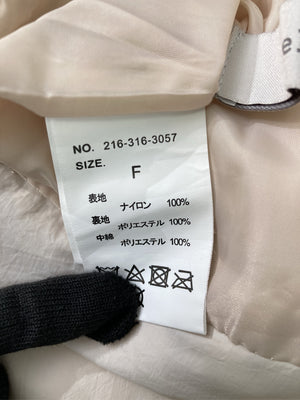 NO. 216-316-3057
SIZE. F
表地 ナイロン 100%
裏地 ポリエステル 100%
中綿 ポリエステル 100%